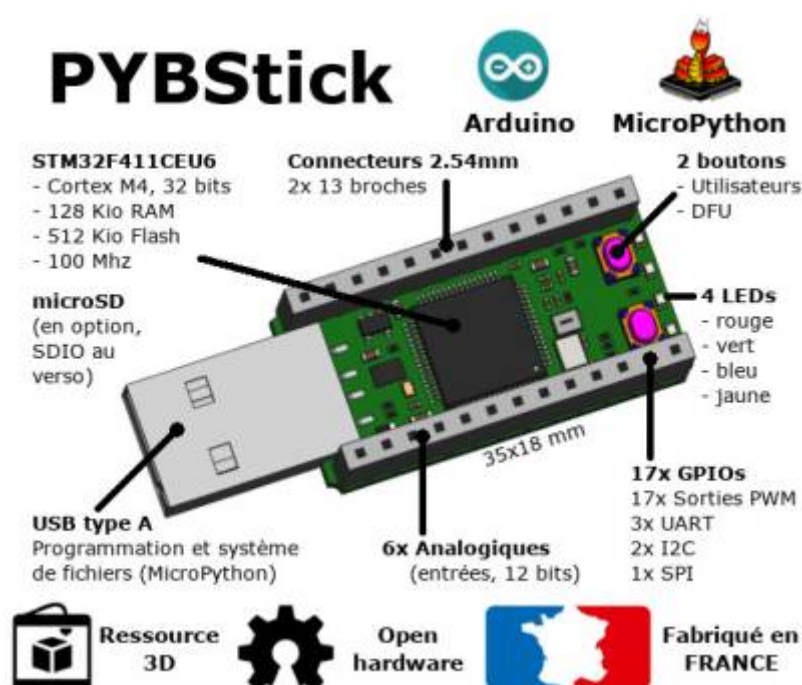 PYBStick
Arduino
MicroPython
STM32F411CEU6
- Cortex M4, 32 bits
- 128 Kio RAM
- 512 Kio Flash
- 100 Mhz
Connecteurs 2.54mm
2x 13 broches
2 boutons
- Utilisateurs
- DFU
microSD
(en option,
SDIO au
verso)
4 LEDs
- rouge
- vert
- bleu
- jaune
35x18 mm
USB type A
Programmation et système
de fichiers (MicroPython)
6x Analogiques
(entrées, 12 bits)
17x GPIOs
17x Sorties PWM
3x UART
2x I2C
1x SPI
Ressource
3D
Open
hardware
Fabriqué en
FRANCE